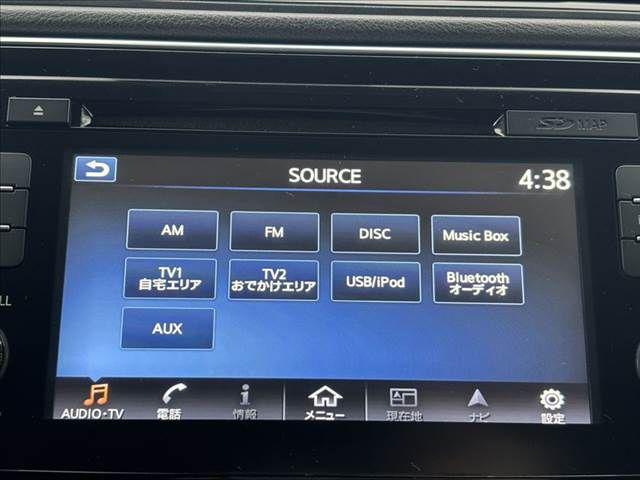 SD MAP
SOURCE
4:38
AM
FM
DISC
Music Box
TV1
自宅エリア
TV2
おでかけエリア
USB/iPod
Bluetooth
オーディオ
AUX
AUDIO・TV
電話
情報
メニュー
現在地
ナビ
設定